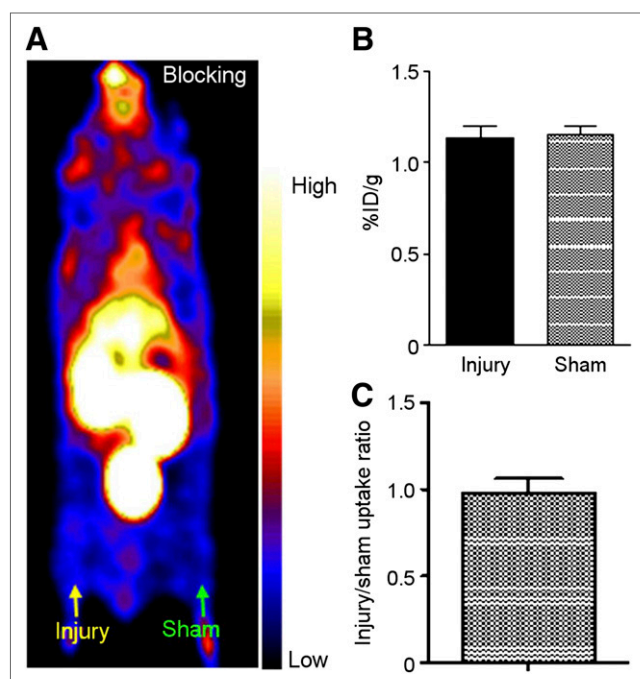 A
Blocking
High
Low
Injury
Sham
B
1.5
1.0
0.5
0
%ID/g
Injury
Sham
C
1.5
1.0
0.5
0
Injury/sham uptake ratio